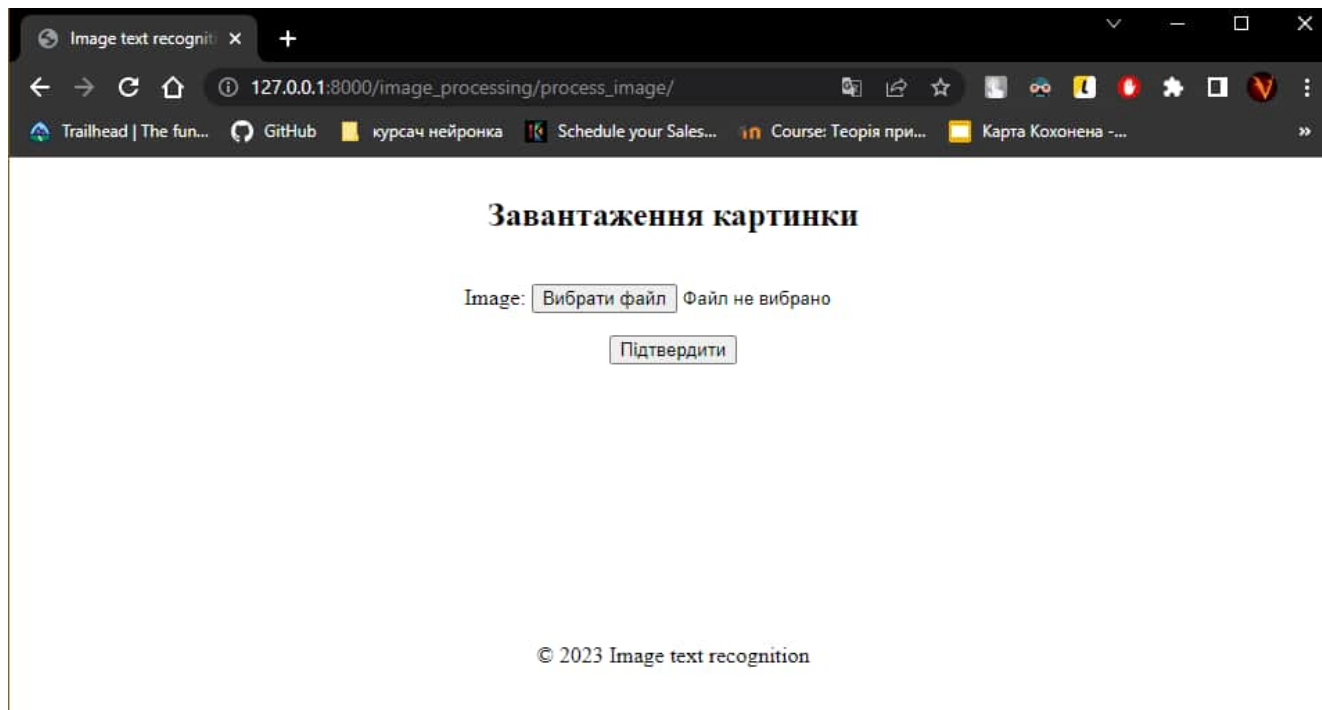 Image text recogniti
127.0.0.1:8000/image_processing/process_image/
Trailhead | The fun... GitHub курсач нейронка Schedule your Sales... Course: Теорія при... Карта Кохонена -... »
Завантаження картинки
Image: Вибрати файл Файл не вибрано
Підтвердити
© 2023 Image text recognition